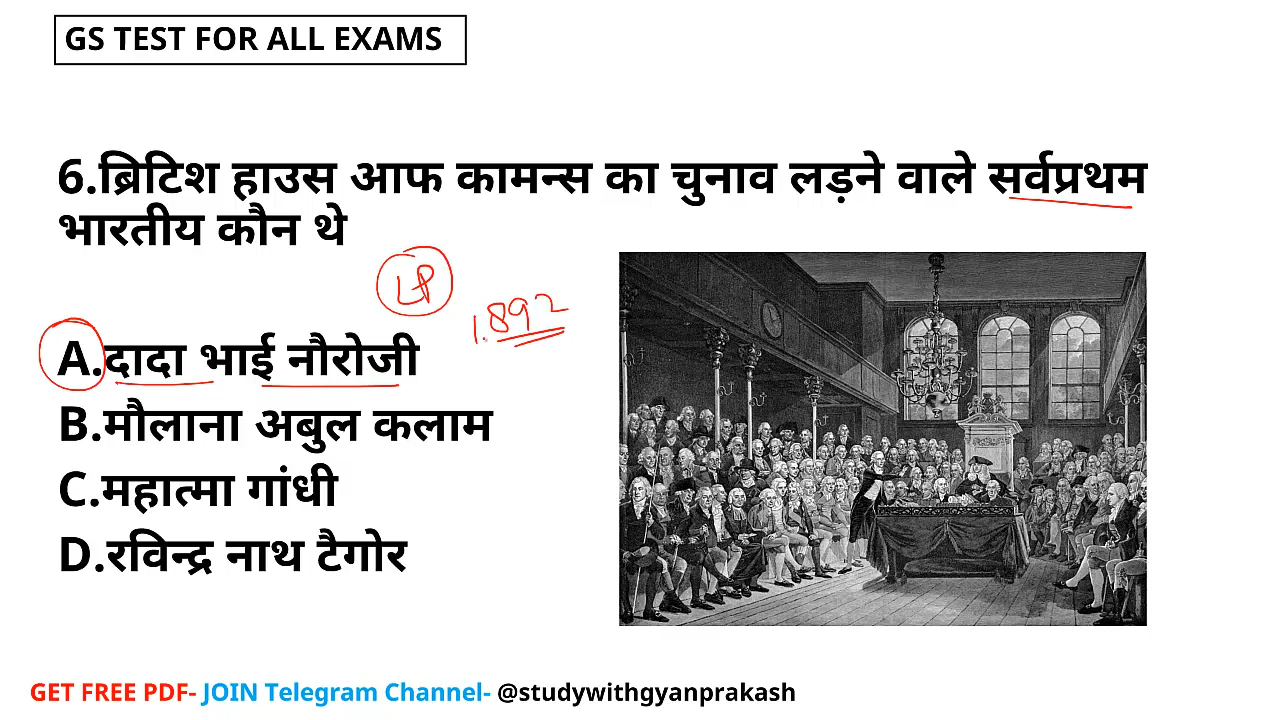 GS TEST FOR ALL EXAMS
6.ब्रिटिश हाउस आफ कामन्स का चुनाव लड़ने वाले सर्वप्रथम
भारतीय कौन थे
LP
1892
A.दादा भाई नौरोजी
B.मौलाना अबुल कलाम
C.महात्मा गांधी
D.रविन्द्र नाथ टैगोर
GET FREE PDF- JOIN Telegram Channel- @studywithgyanprakash